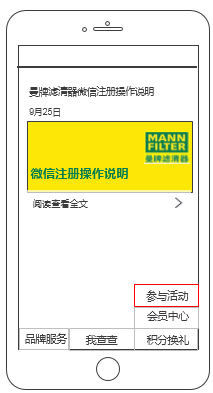 曼牌滤清器微信注册操作说明
9月25日
MANN
FILTER
曼牌滤清器
微信注册操作说明
阅读查看全文
参与活动
会员中心
品牌服务 我查查 积分换礼